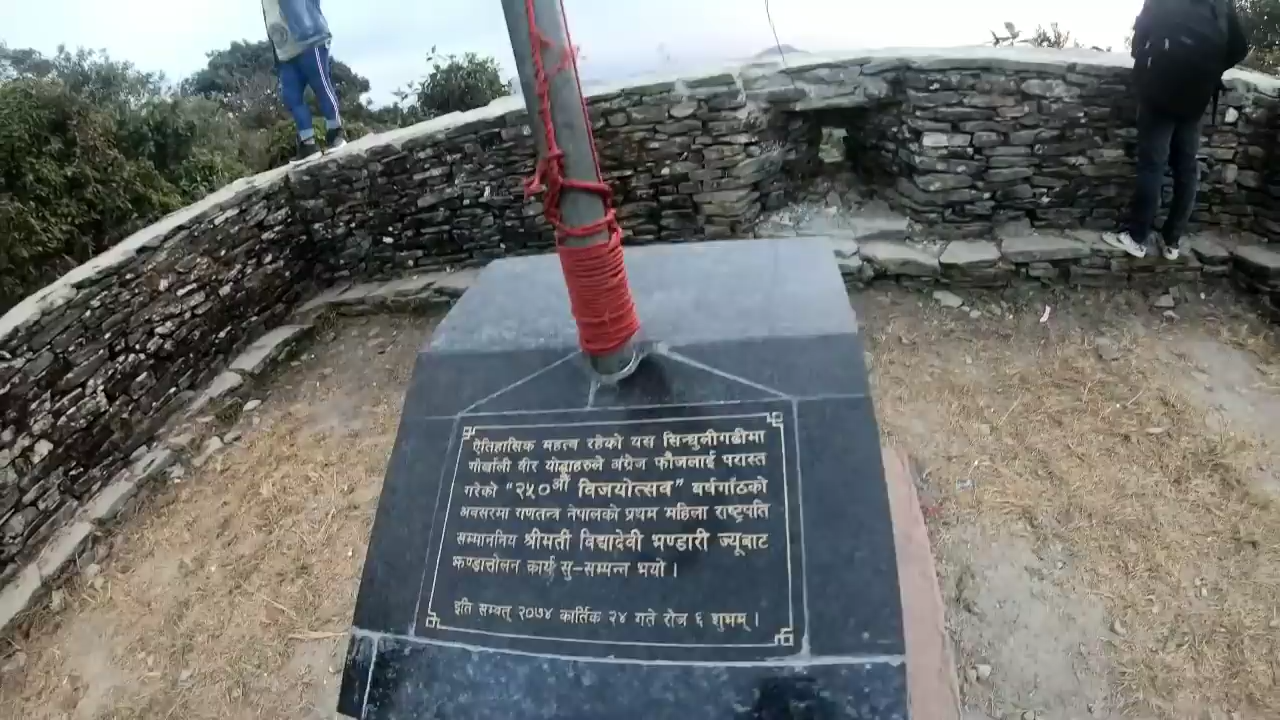 ऐतिहासिक महत्व रहेको यस सिन्धुलीगढीमा
गोर्खाली वीर योद्धाहरुले अंग्रेज फौजलाई परास्त
गरेको “२५०औं विजयोत्सव” बर्षगाँठको
अवसरमा गणतन्त्र नेपालको प्रथम महिला राष्ट्रपति
सम्माननिय श्रीमती विद्यादेवी भण्डारी ज्यूबाट
झण्डात्तोलन कार्य सु-सम्पन्न भयो ।
इति सम्वत् २०७४ कार्तिक २४ गते रोज ६ शुभम् ।